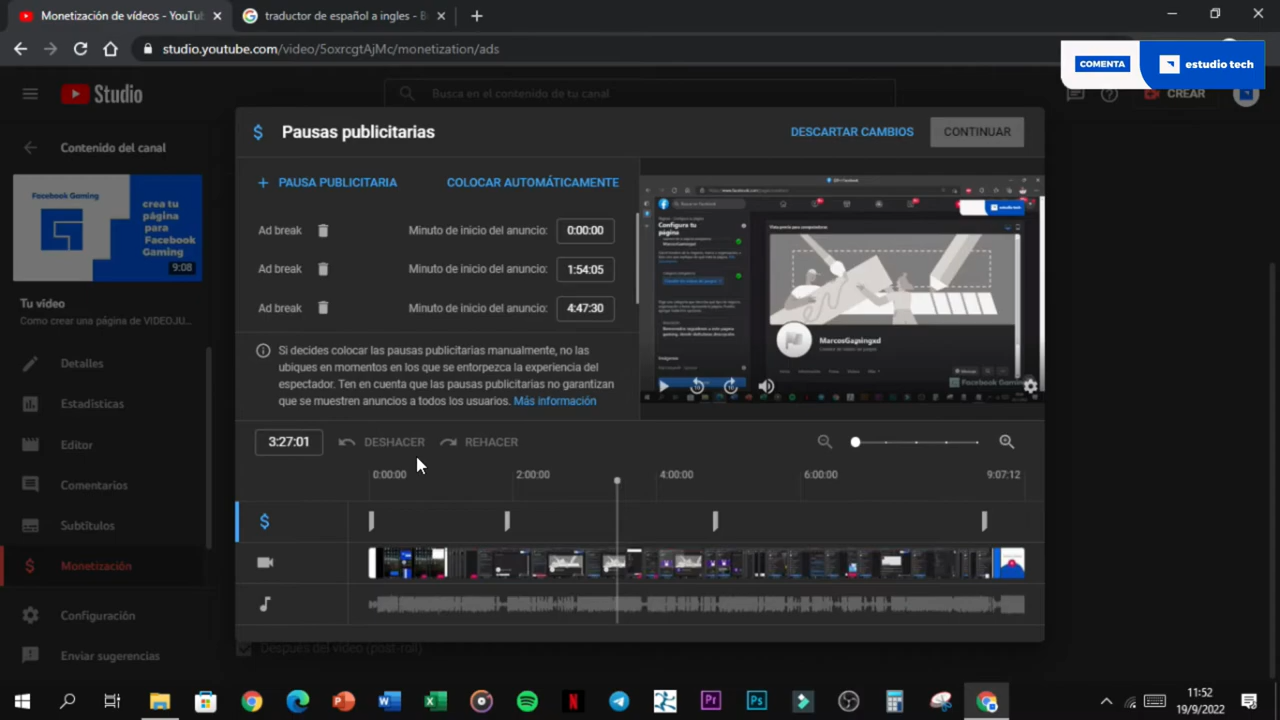 Monetización de vídeos - YouTu
traductor de español a ingles - B
studio.youtube.com/video/5oxrcgtAjMc/monetization/ads
COMENTA
estudio tech
Studio
Busca en el contenido de tu canal
CREAR
Contenido del canal
Facebook Gaming
crea tu
página
para
Facebook
Gaming
9:08
Tu video
Como crear una página de VIDEOJU...
Detalles
Estadísticas
Editor
Comentarios
Subtítulos
Monetización
Configuración
Enviar sugerencias
$ Pausas publicitarias
DESCARTAR CAMBIOS
CONTINUAR
+ PAUSA PUBLICITARIA
COLOCAR AUTOMÁTICAMENTE
Ad break Minuto de inicio del anuncio: 0:00:00
Ad break Minuto de inicio del anuncio: 1:54:05
Ad break Minuto de inicio del anuncio: 4:47:30
Si decides colocar las pausas publicitarias manualmente, no las
ubiques en momentos en los que se entorpezca la experiencia del
espectador. Ten en cuenta que las pausas publicitarias no garantizan
que se muestren anuncios a todos los usuarios. Más información
Configura tu
página
MarcosGamingxd
Facebook Gaming
3:27:01 DESHACER REHACER
0:00:00 2:00:00 4:00:00 6:00:00 9:07:12
Después del video (post-roll)
11:52
19/9/2022